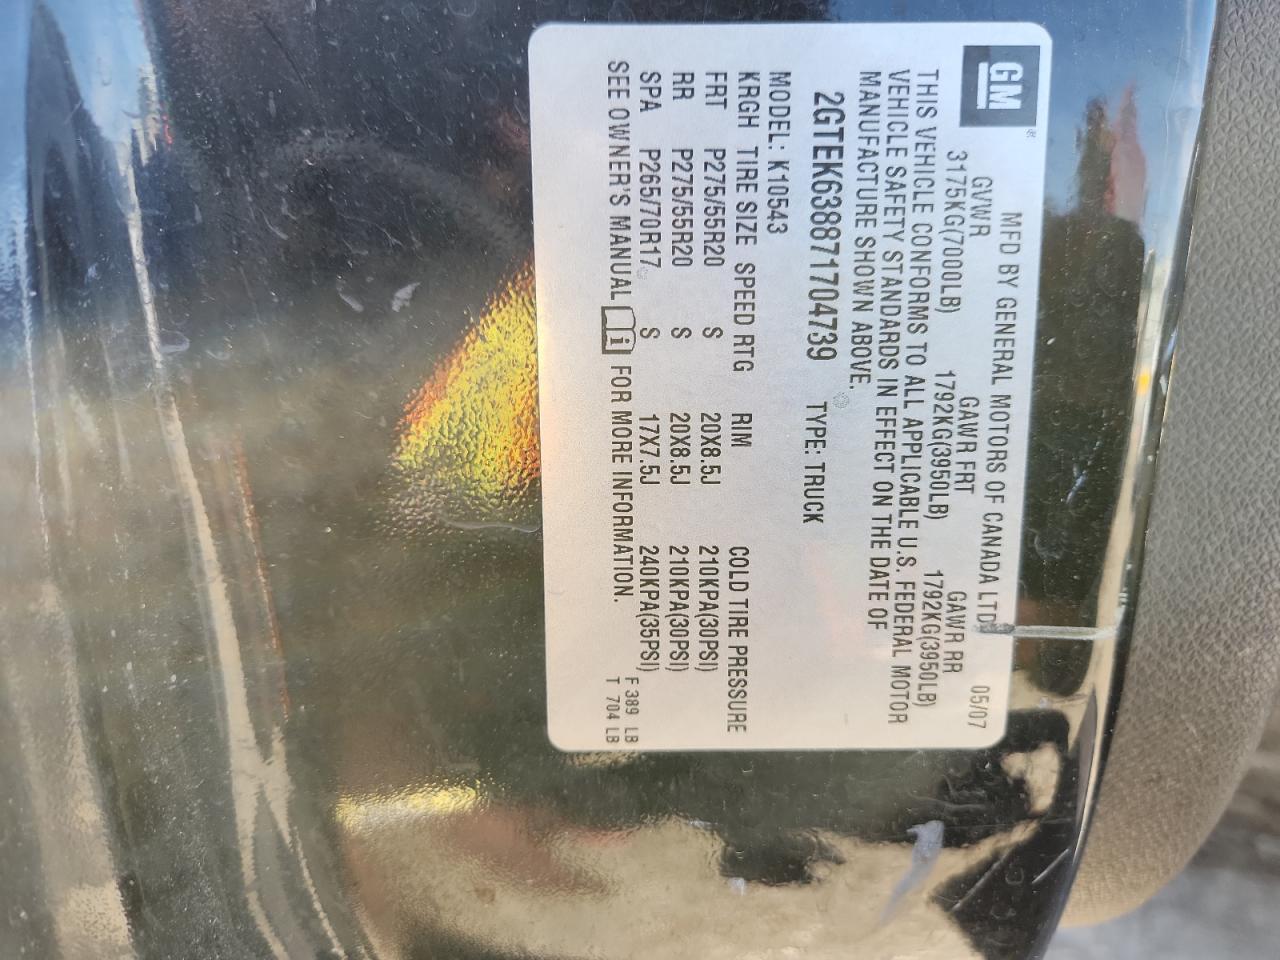 GM®
MFD BY GENERAL MOTORS OF CANADA LTD 05/07
GVWR GAWR FRT GAWR RR
3175KG(7000LB) 1792KG(3950LB) 1792KG(3950LB)
THIS VEHICLE CONFORMS TO ALL APPLICABLE U.S. FEDERAL MOTOR
VEHICLE SAFETY STANDARDS IN EFFECT ON THE DATE OF
MANUFACTURE SHOWN ABOVE.
2GTEK638871704739 TYPE: TRUCK
MODEL: K10543
KRGH TIRE SIZE SPEED RTG RIM COLD TIRE PRESSURE
FRT P275/55R20 S 20X8.5J 210KPA(30PSI)
RR P275/55R20 S 20X8.5J 210KPA(30PSI)
SPA P265/70R17 S 17X7.5J 240KPA(35PSI)
SEE OWNER'S MANUAL i FOR MORE INFORMATION.
F 389 LB
T 704 LB